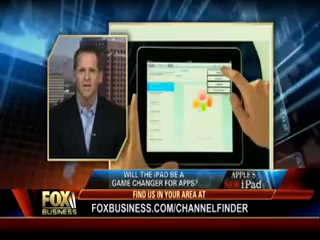 WILL THE IPAD BE A
GAME CHANGER FOR APPS?
APPLE'S
NEW iPad
FIND US IN YOUR AREA AT
FOX
BUSINESS
FOXBUSINESS.COM/CHANNELFINDER